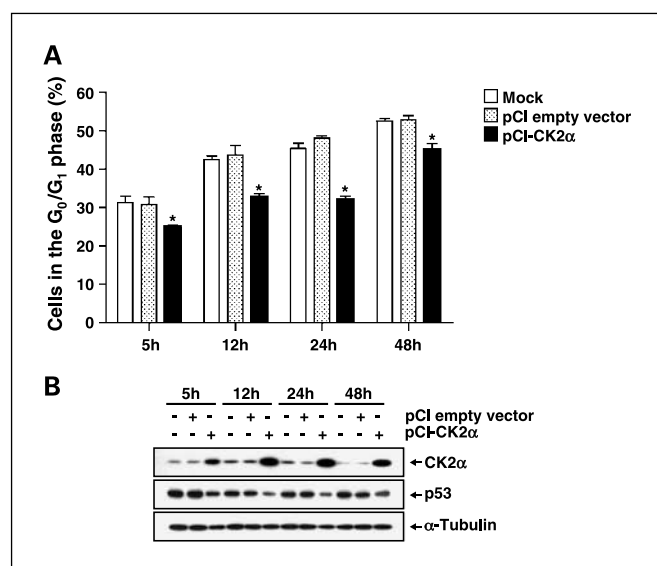 A
Cells in the G0/G1 phase (%)
60
50
40
30
20
10
0
* * * *
5h 12h 24h 48h
Mock
pCI empty vector
pCI-CK2α
B
5h 12h 24h 48h
- + - - + - - + - - + - pCI empty vector
- - + - - + - - + - - + pCI-CK2α
CK2α
p53
α-Tubulin